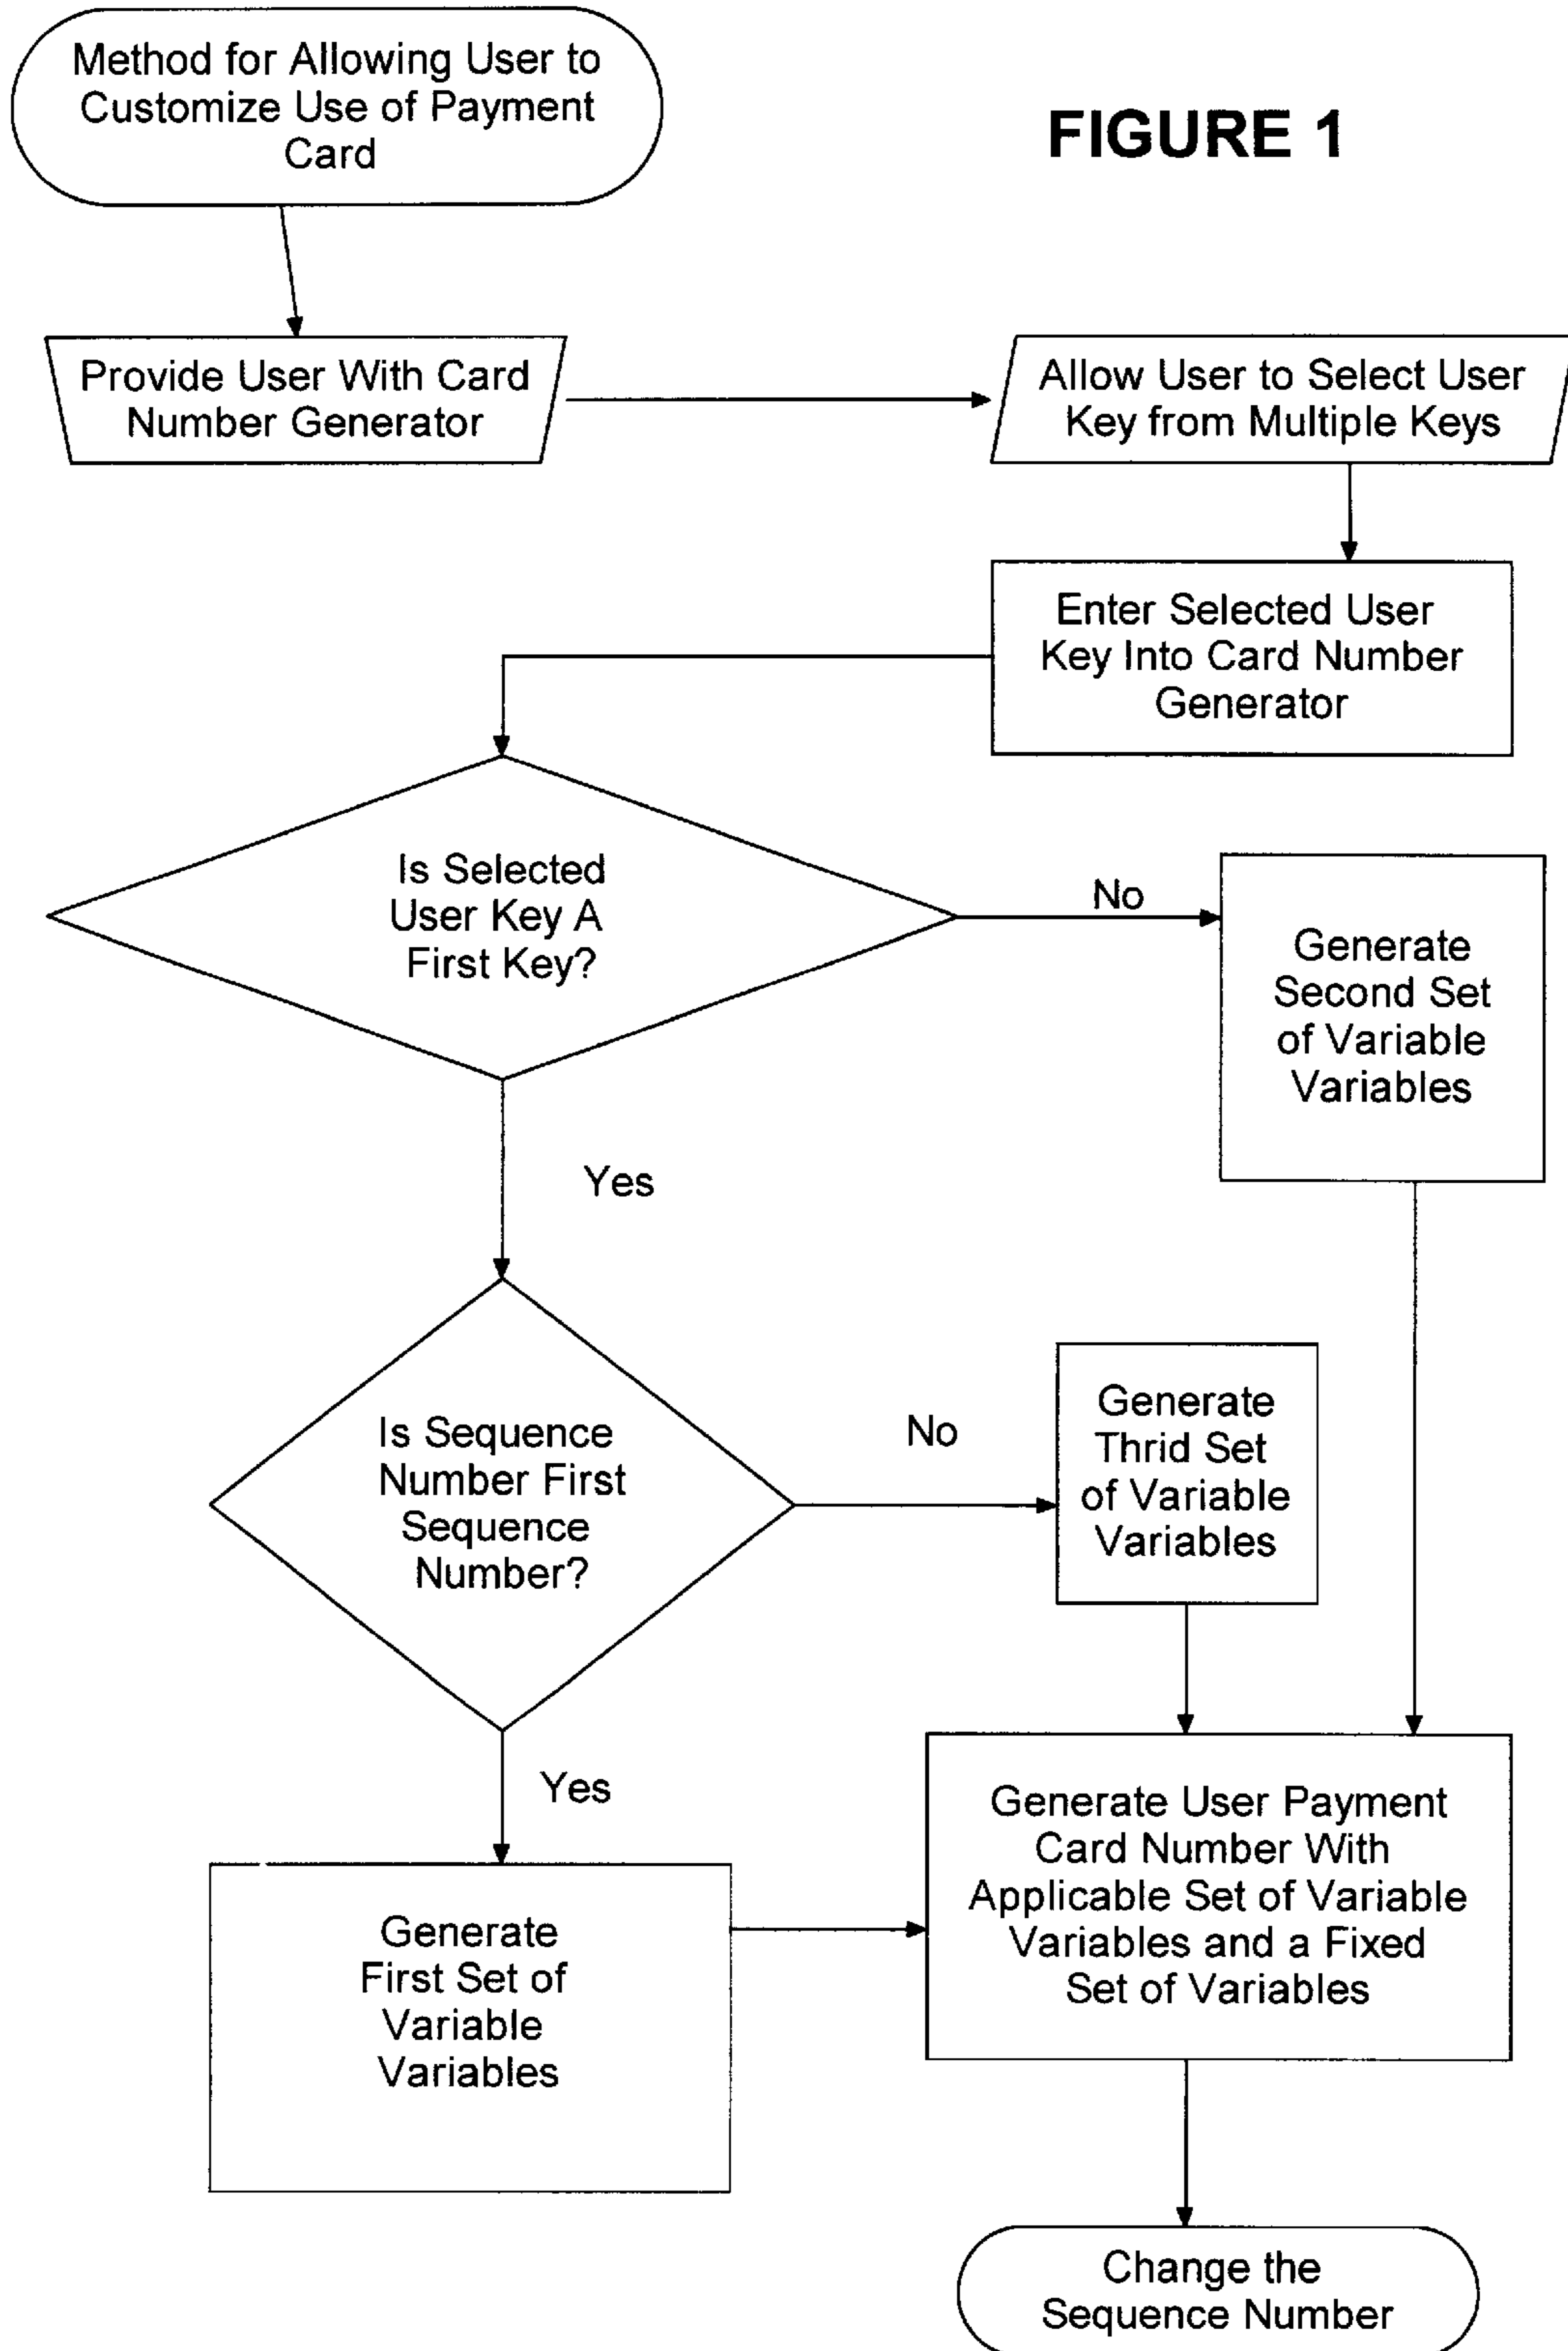 Method for Allowing User to
Customize Use of Payment
Card
FIGURE 1
Provide User With Card
Number Generator
Allow User to Select User
Key from Multiple Keys
Enter Selected User
Key Into Card Number
Generator
Is Selected
User Key A
First Key?
No
Generate
Second Set
of Variable
Variables
Yes
Is Sequence
Number First
Sequence
Number?
No
Generate
Thrid Set
of Variable
Variables
Yes
Generate
First Set of
Variable
Variables
Generate User Payment
Card Number With
Applicable Set of Variable
Variables and a Fixed
Set of Variables
Change the
Sequence Number